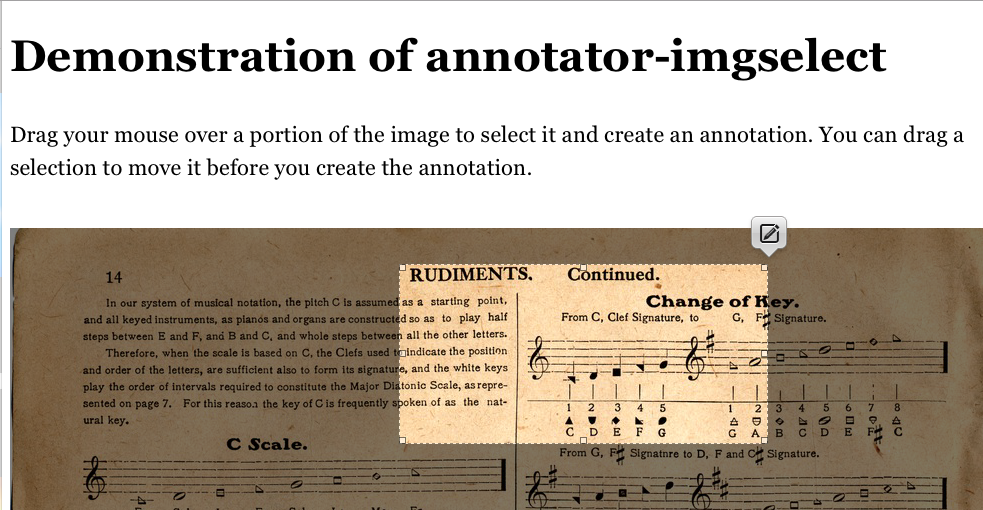 Demonstration of annotator-imgselect
Drag your mouse over a portion of the image to select it and create an annotation. You can drag a
selection to move it before you create the annotation.
14
RUDIMENTS. Continued.
In our system of musical notation, the pitch C is assumed as a starting point,
and all keyed instruments, as pianos and organs are constructed so as to play half
steps between E and F, and B and C, and whole steps between all the other letters.
Therefore, when the scale is based on C, the Clefs used to indicate the position
and order of the letters, are sufficient also to form its signature, and the white keys
play the order of intervals required to constitute the Major Diatonic Scale, as repre-
sented on page 7. For this reason the key of C is frequently spoken of as the nat-
ural key.
C Scale.
Change of Key.
From C, Clef Signature, to G, F# Signature.
1 2 3 4 5 1 2 3 4 5 6 7 8
C D E F G G A B C D E F# C
From G, F# Signatnre to D, F and C# Signature.